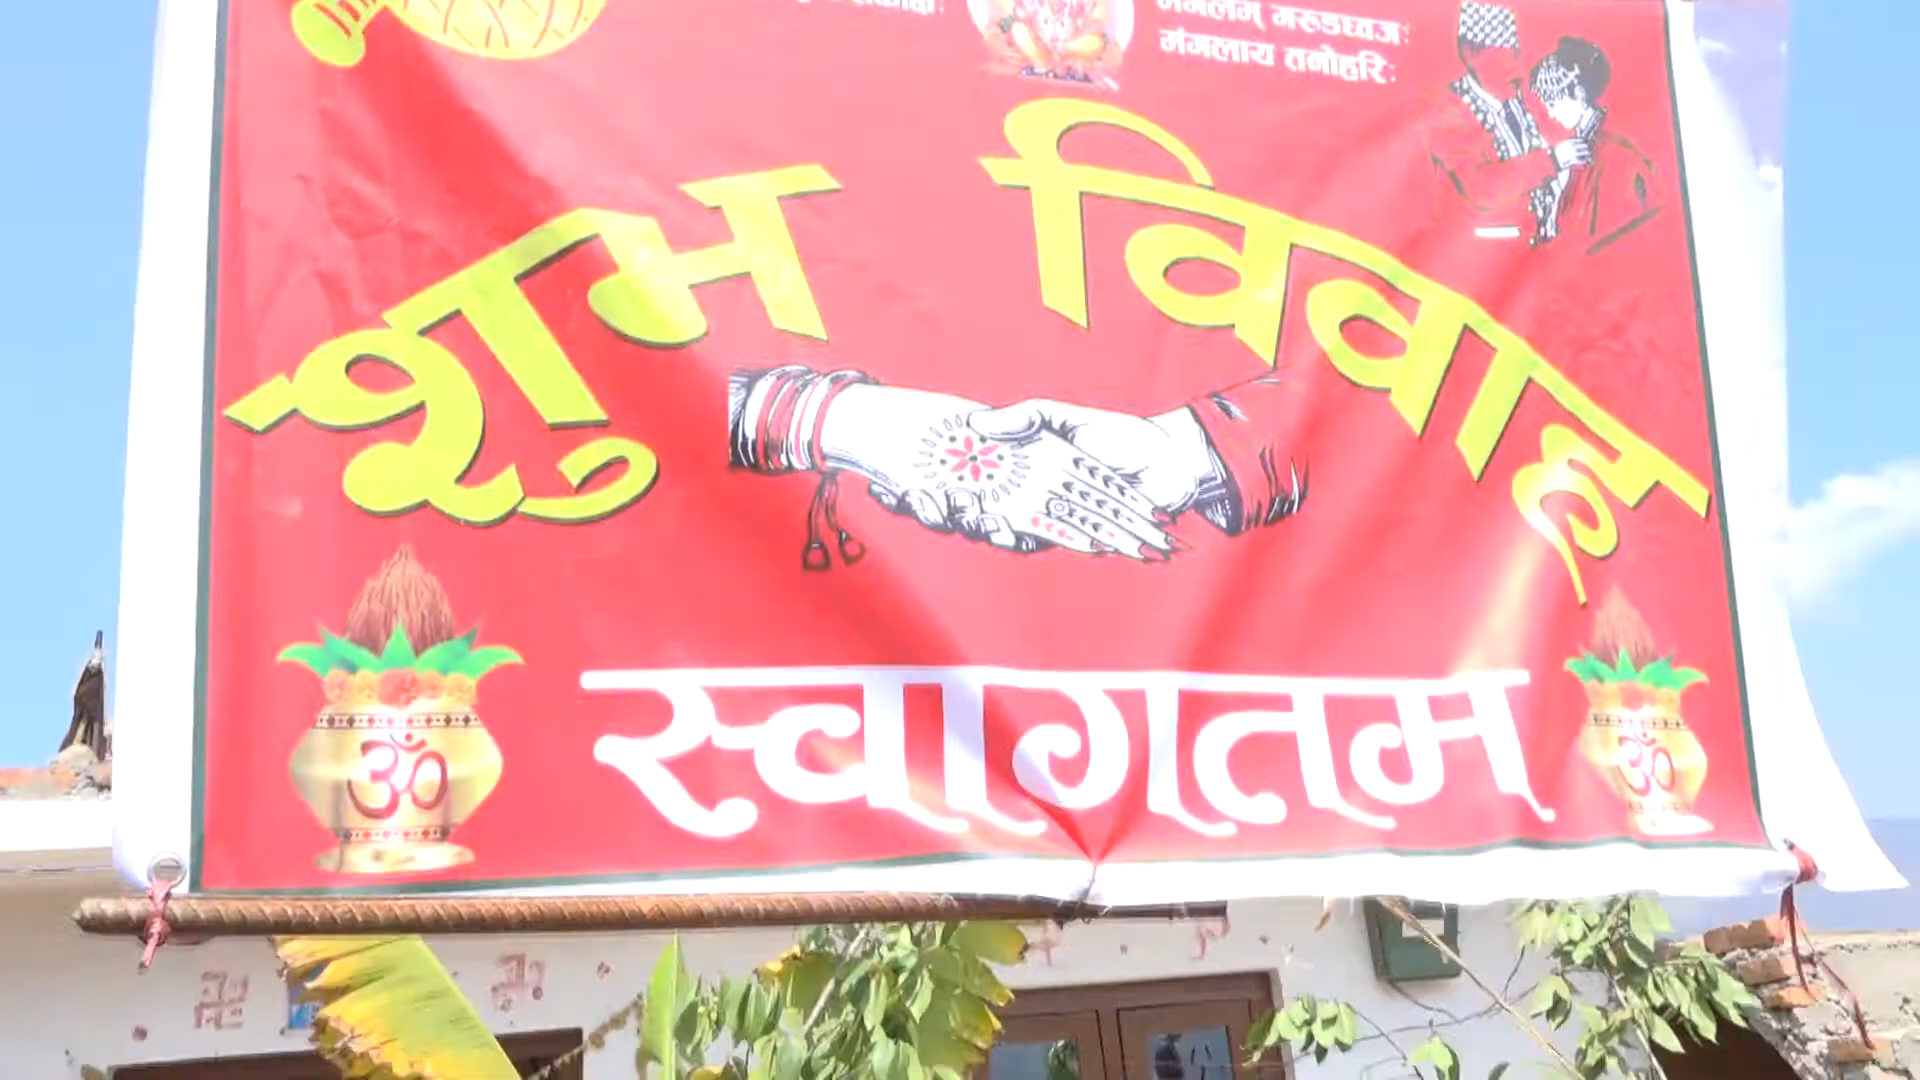 मंगलम् गरुडध्वजः
मंगलाय तनोहरिः
शुभ विवाह
स्वागतम
ॐ
ॐ